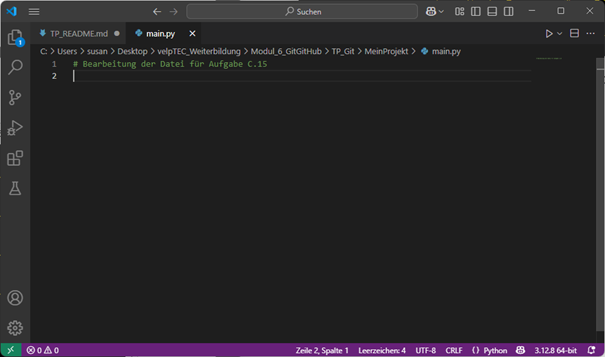 Suchen
TP_README.md
main.py
C: > Users > susan > Desktop > velpTEC_Weiterbildung > Modul_6_GitGitHub > TP_Git > MeinProjekt > main.py
1 # Bearbeitung der Datei für Aufgabe C.15
2
1
0 0 Zeile 2, Spalte 1 Leerzeichen: 4 UTF-8 CRLF {} Python 3.12.8 64-bit